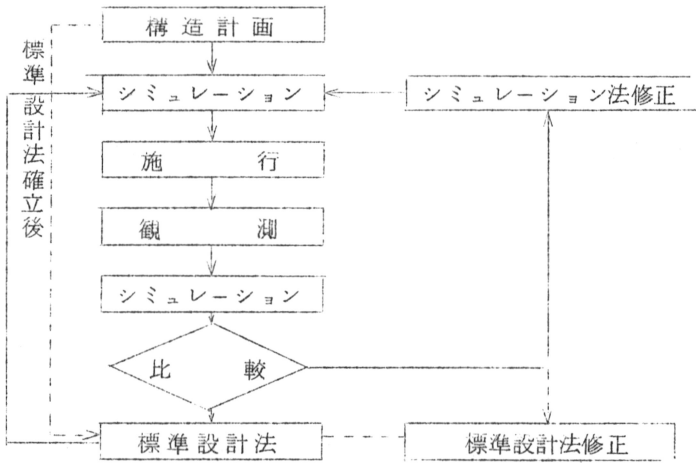 構造計画
標準設計法確立後
シミュレーション
シミュレーション法修正
施行
観測
シミュレーション
比較
標準設計法
標準設計法修正